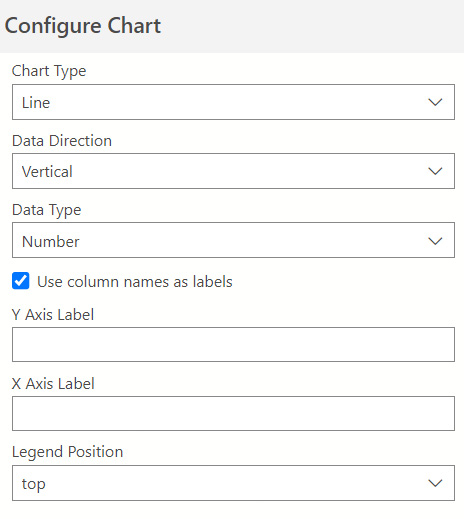 Configure Chart
Chart Type
Line
Data Direction
Vertical
Data Type
Number
Use column names as labels
Y Axis Label
X Axis Label
Legend Position
top